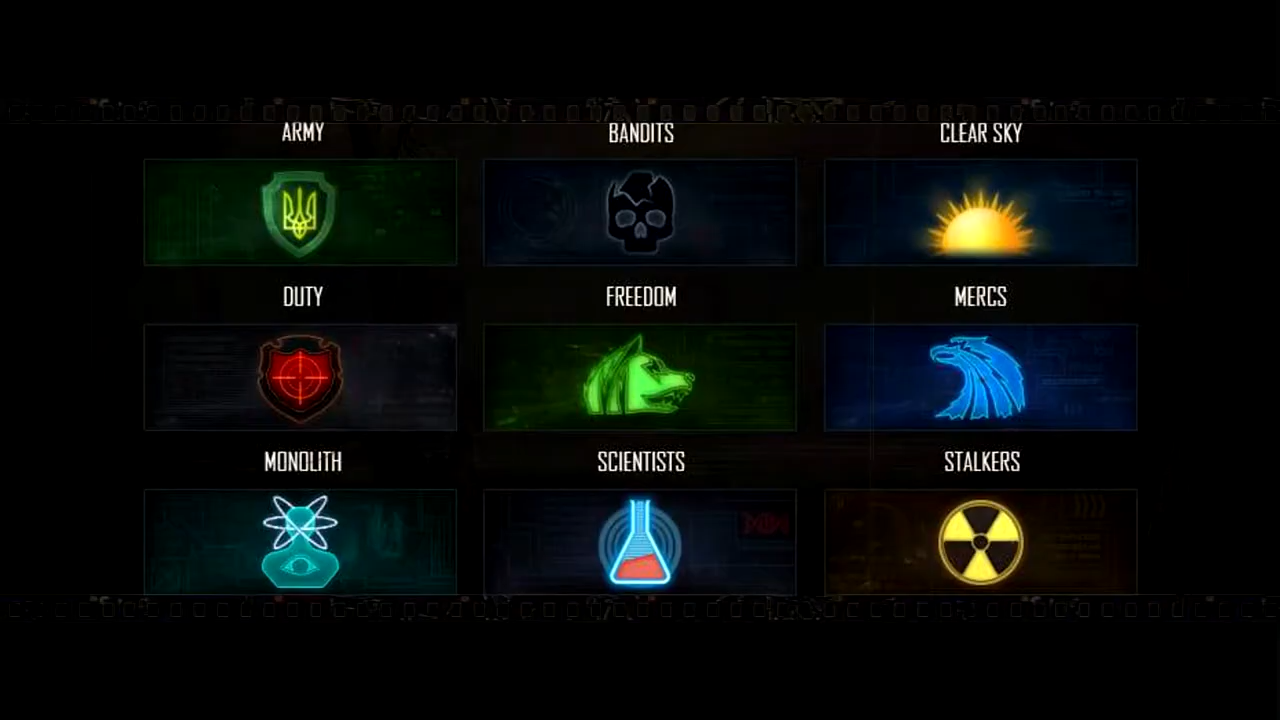 ARMY
BANDITS
CLEAR SKY
DUTY
FREEDOM
MERCS
MONOLITH
SCIENTISTS
STALKERS